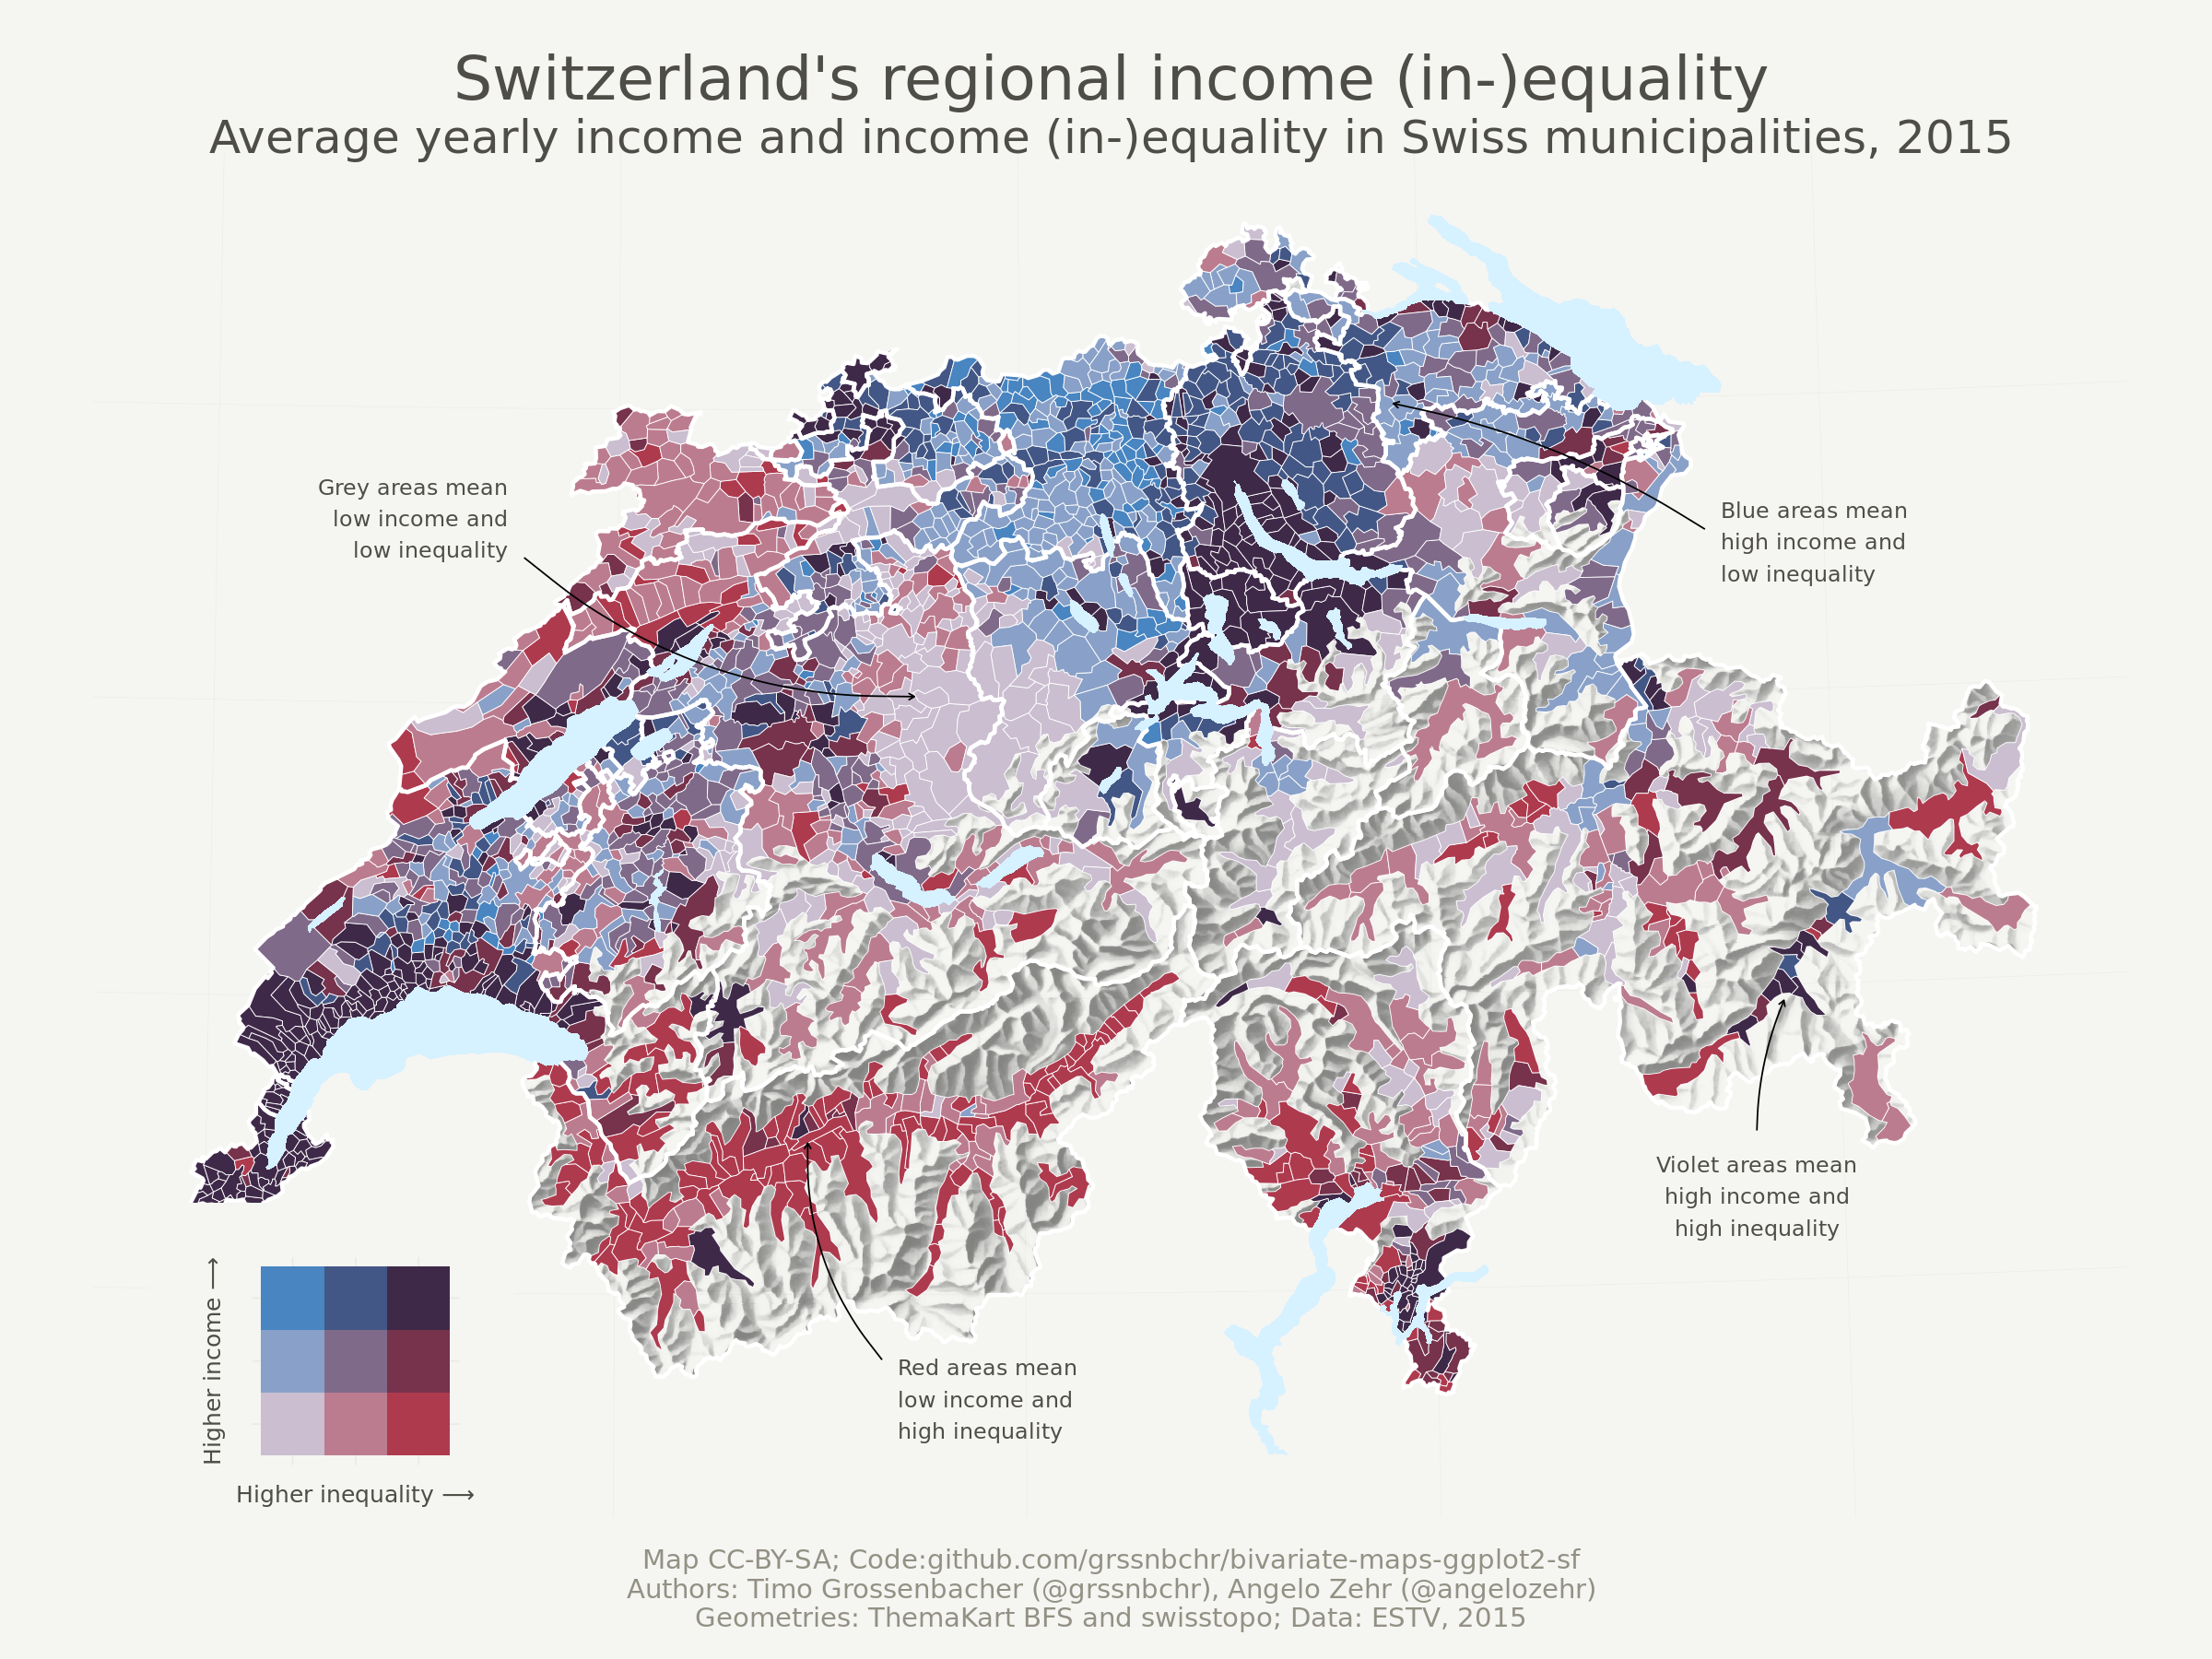 Switzerland's regional income (in-)equality
Average yearly income and income (in-)equality in Swiss municipalities, 2015
Grey areas mean
low income and
low inequality
Blue areas mean
high income and
low inequality
Violet areas mean
high income and
high inequality
Red areas mean
low income and
high inequality
Higher income ⟶
Higher inequality ⟶
Map CC-BY-SA; Code:github.com/grssnbchr/bivariate-maps-ggplot2-sf
Authors: Timo Grossenbacher (@grssnbchr), Angelo Zehr (@angelozehr)
Geometries: ThemaKart BFS and swisstopo; Data: ESTV, 2015